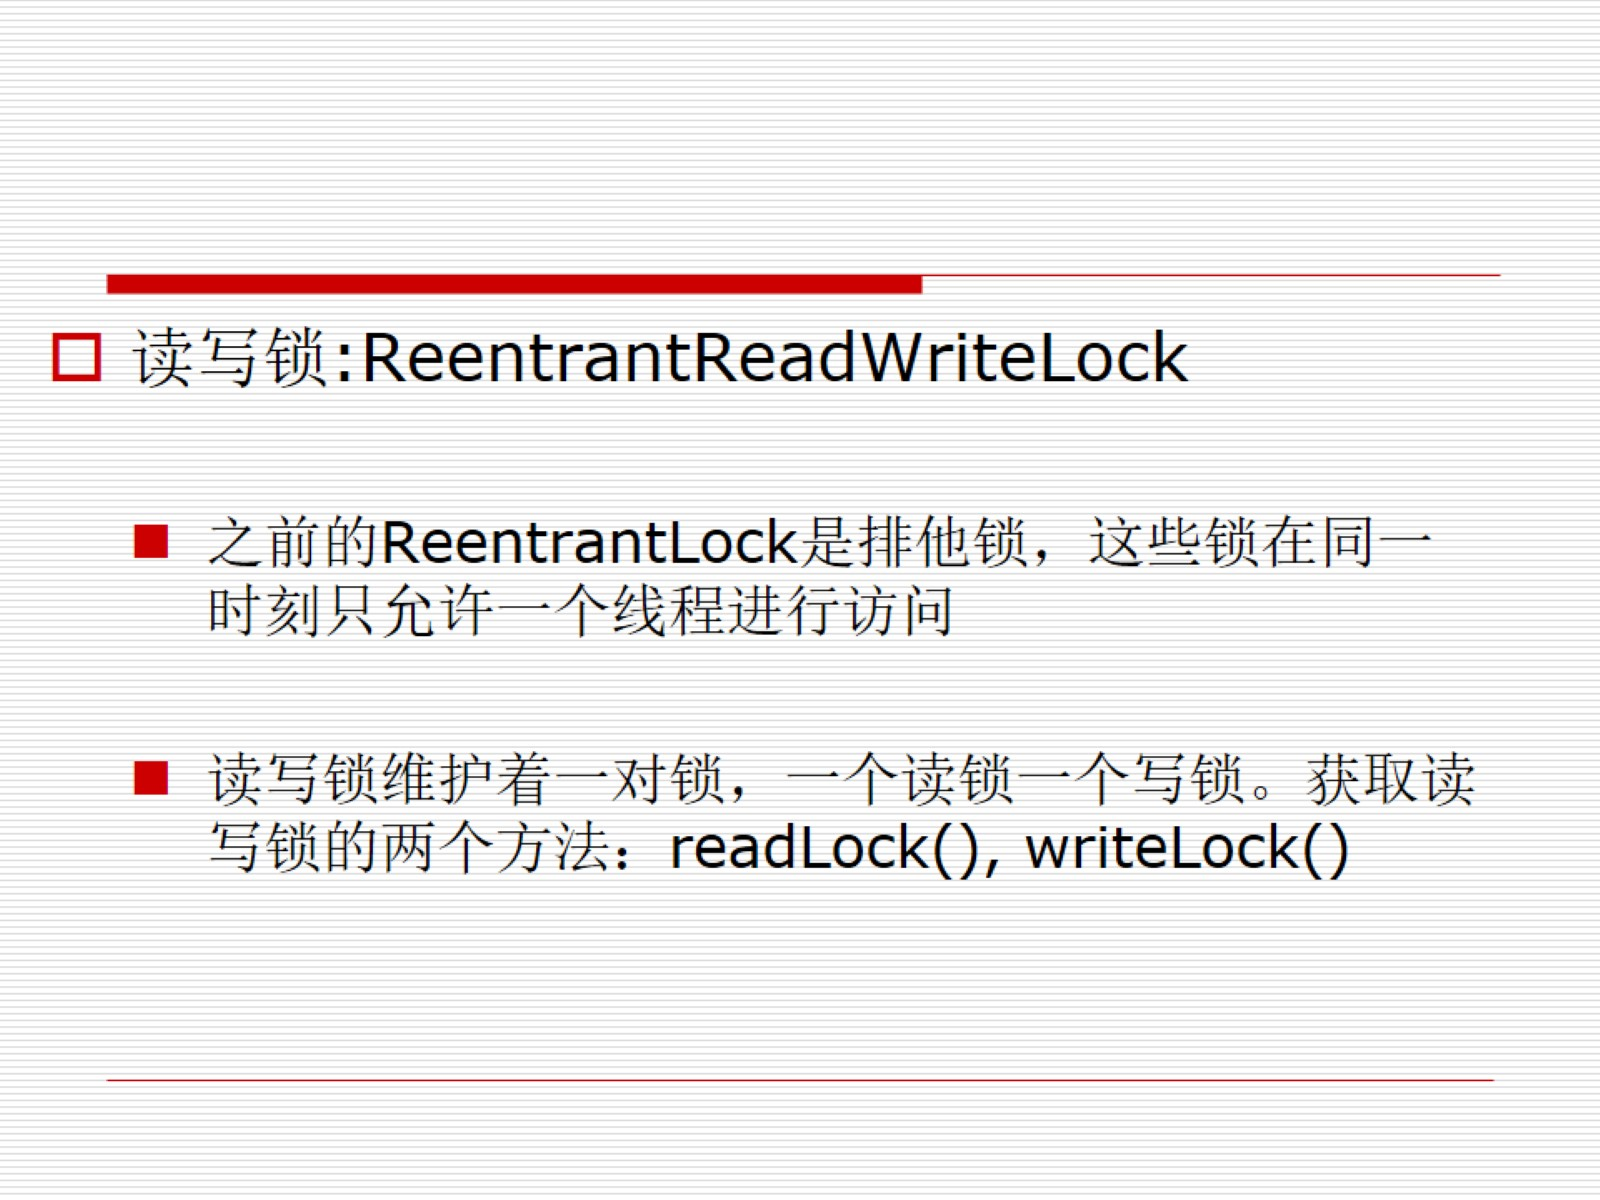 读写锁:ReentrantReadWriteLock
之前的ReentrantLock是排他锁，这些锁在同一
时刻只允许一个线程进行访问
读写锁维护着一对锁，一个读锁一个写锁。获取读
写锁的两个方法：readLock(), writeLock()